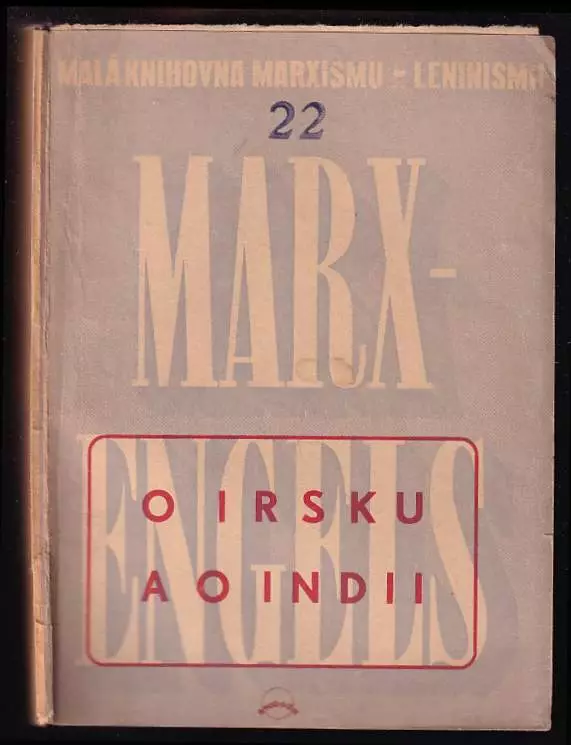 MALÁ KNIHOVNA MARXISMU - LENINISMU
22
MARX-
ENGELS
O IRSKU
A O INDII